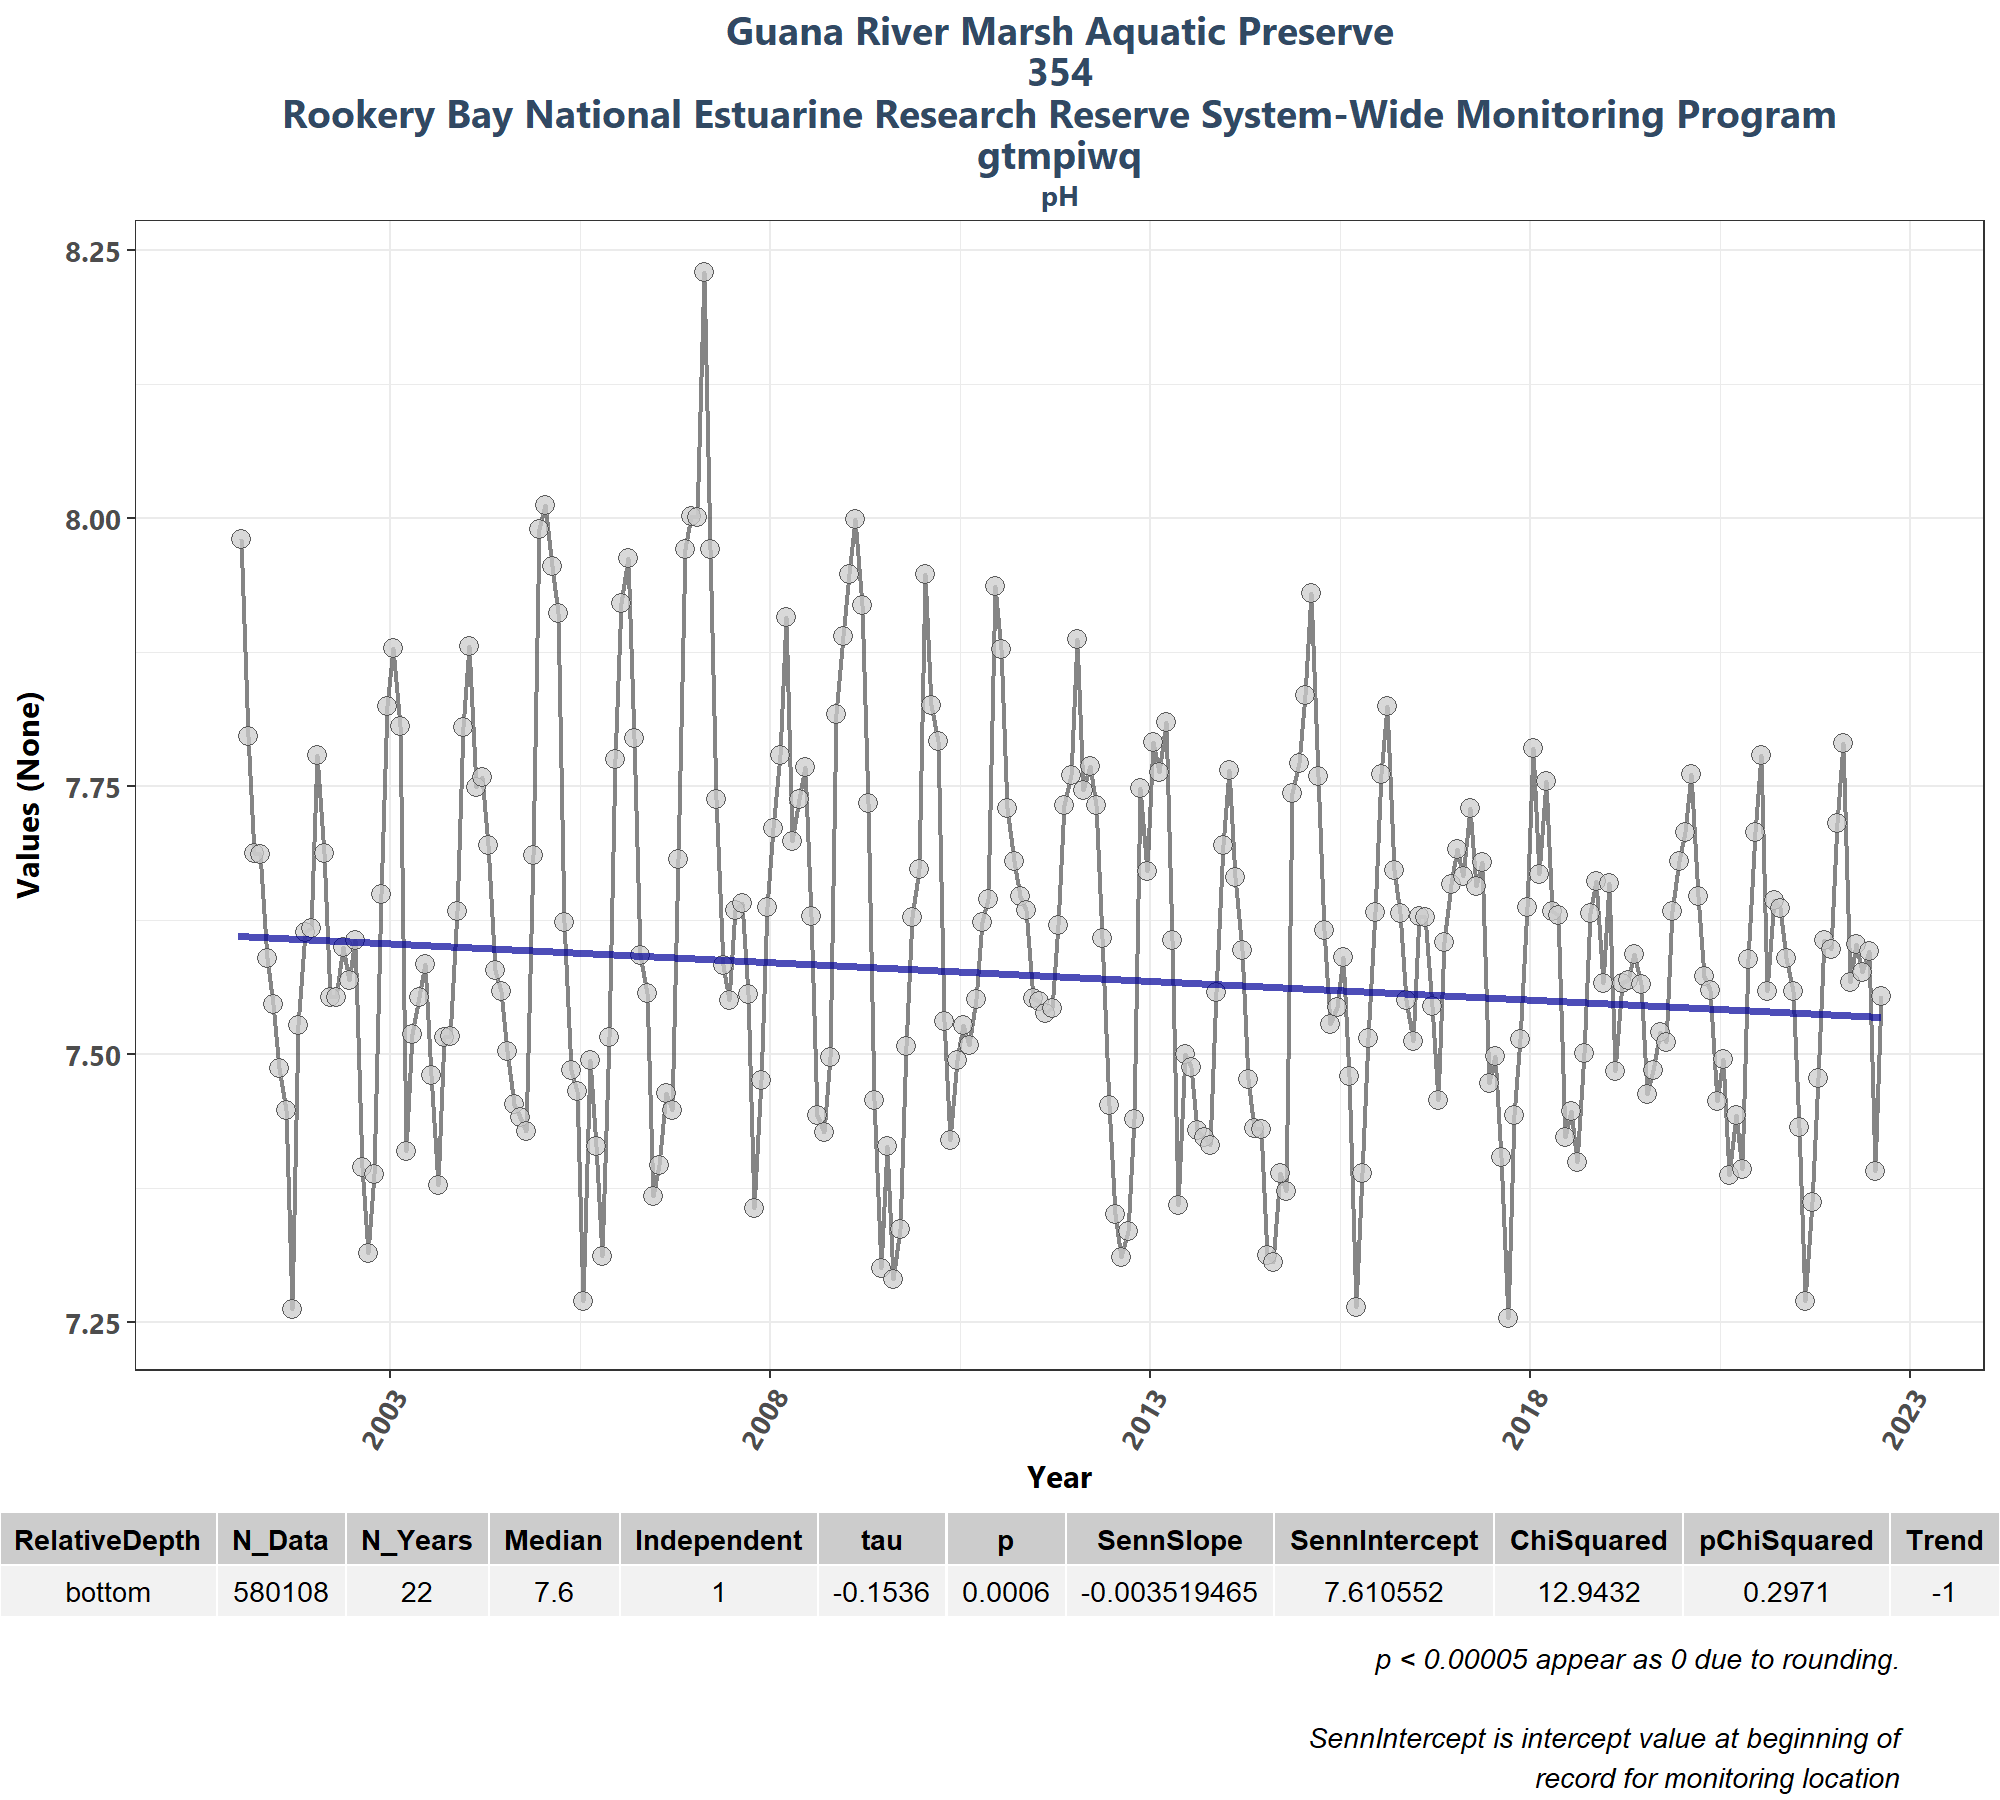 Guana River Marsh Aquatic Preserve
354
Rookery Bay National Estuarine Research Reserve System-Wide Monitoring Program
gtmpiwq
pH
8.25
8.00
7.75
7.50
7.25
Values (None)
2003 2008 2013 2018 2023
Year
RelativeDepth N_Data N_Years Median Independent tau p SennSlope SennIntercept ChiSquared pChiSquared Trend
bottom 580108 22 7.6 1 -0.1536 0.0006 -0.003519465 7.610552 12.9432 0.2971 -1
p < 0.00005 appear as 0 due to rounding.
SennIntercept is intercept value at beginning of
record for monitoring location